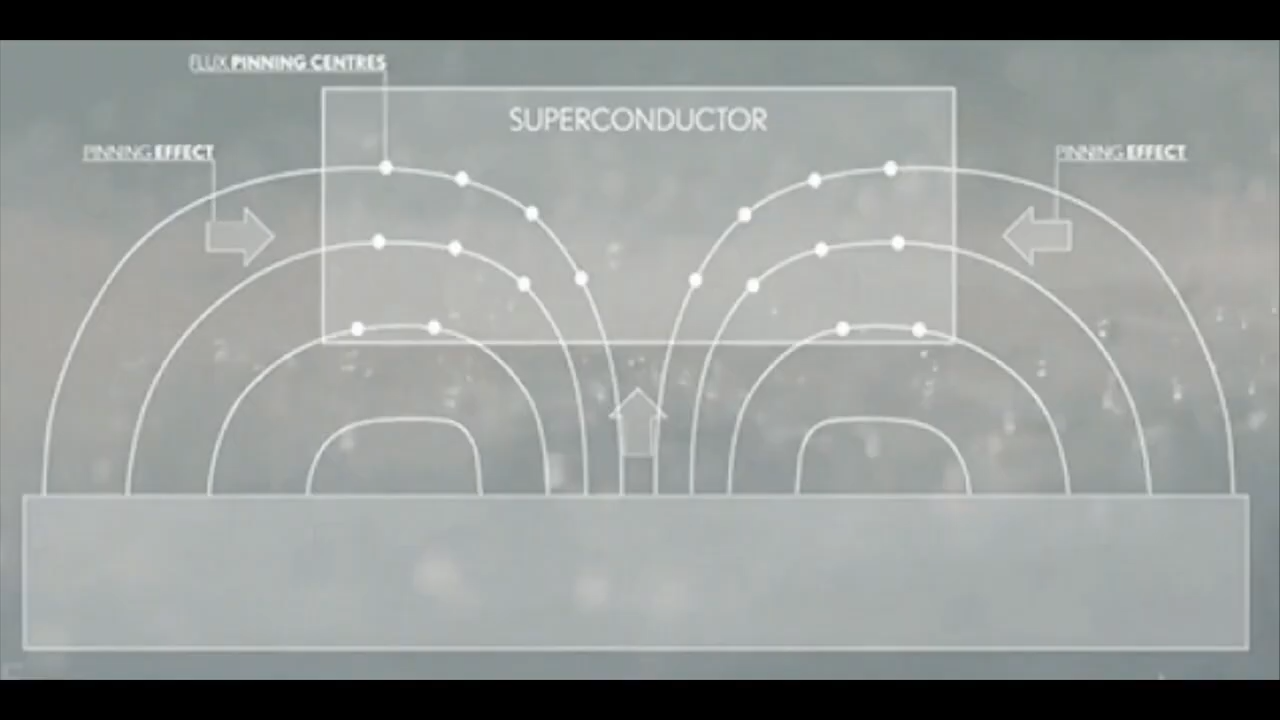 FLUX PINNING CENTRES
SUPERCONDUCTOR
PINNING EFFECT
PINNING EFFECT